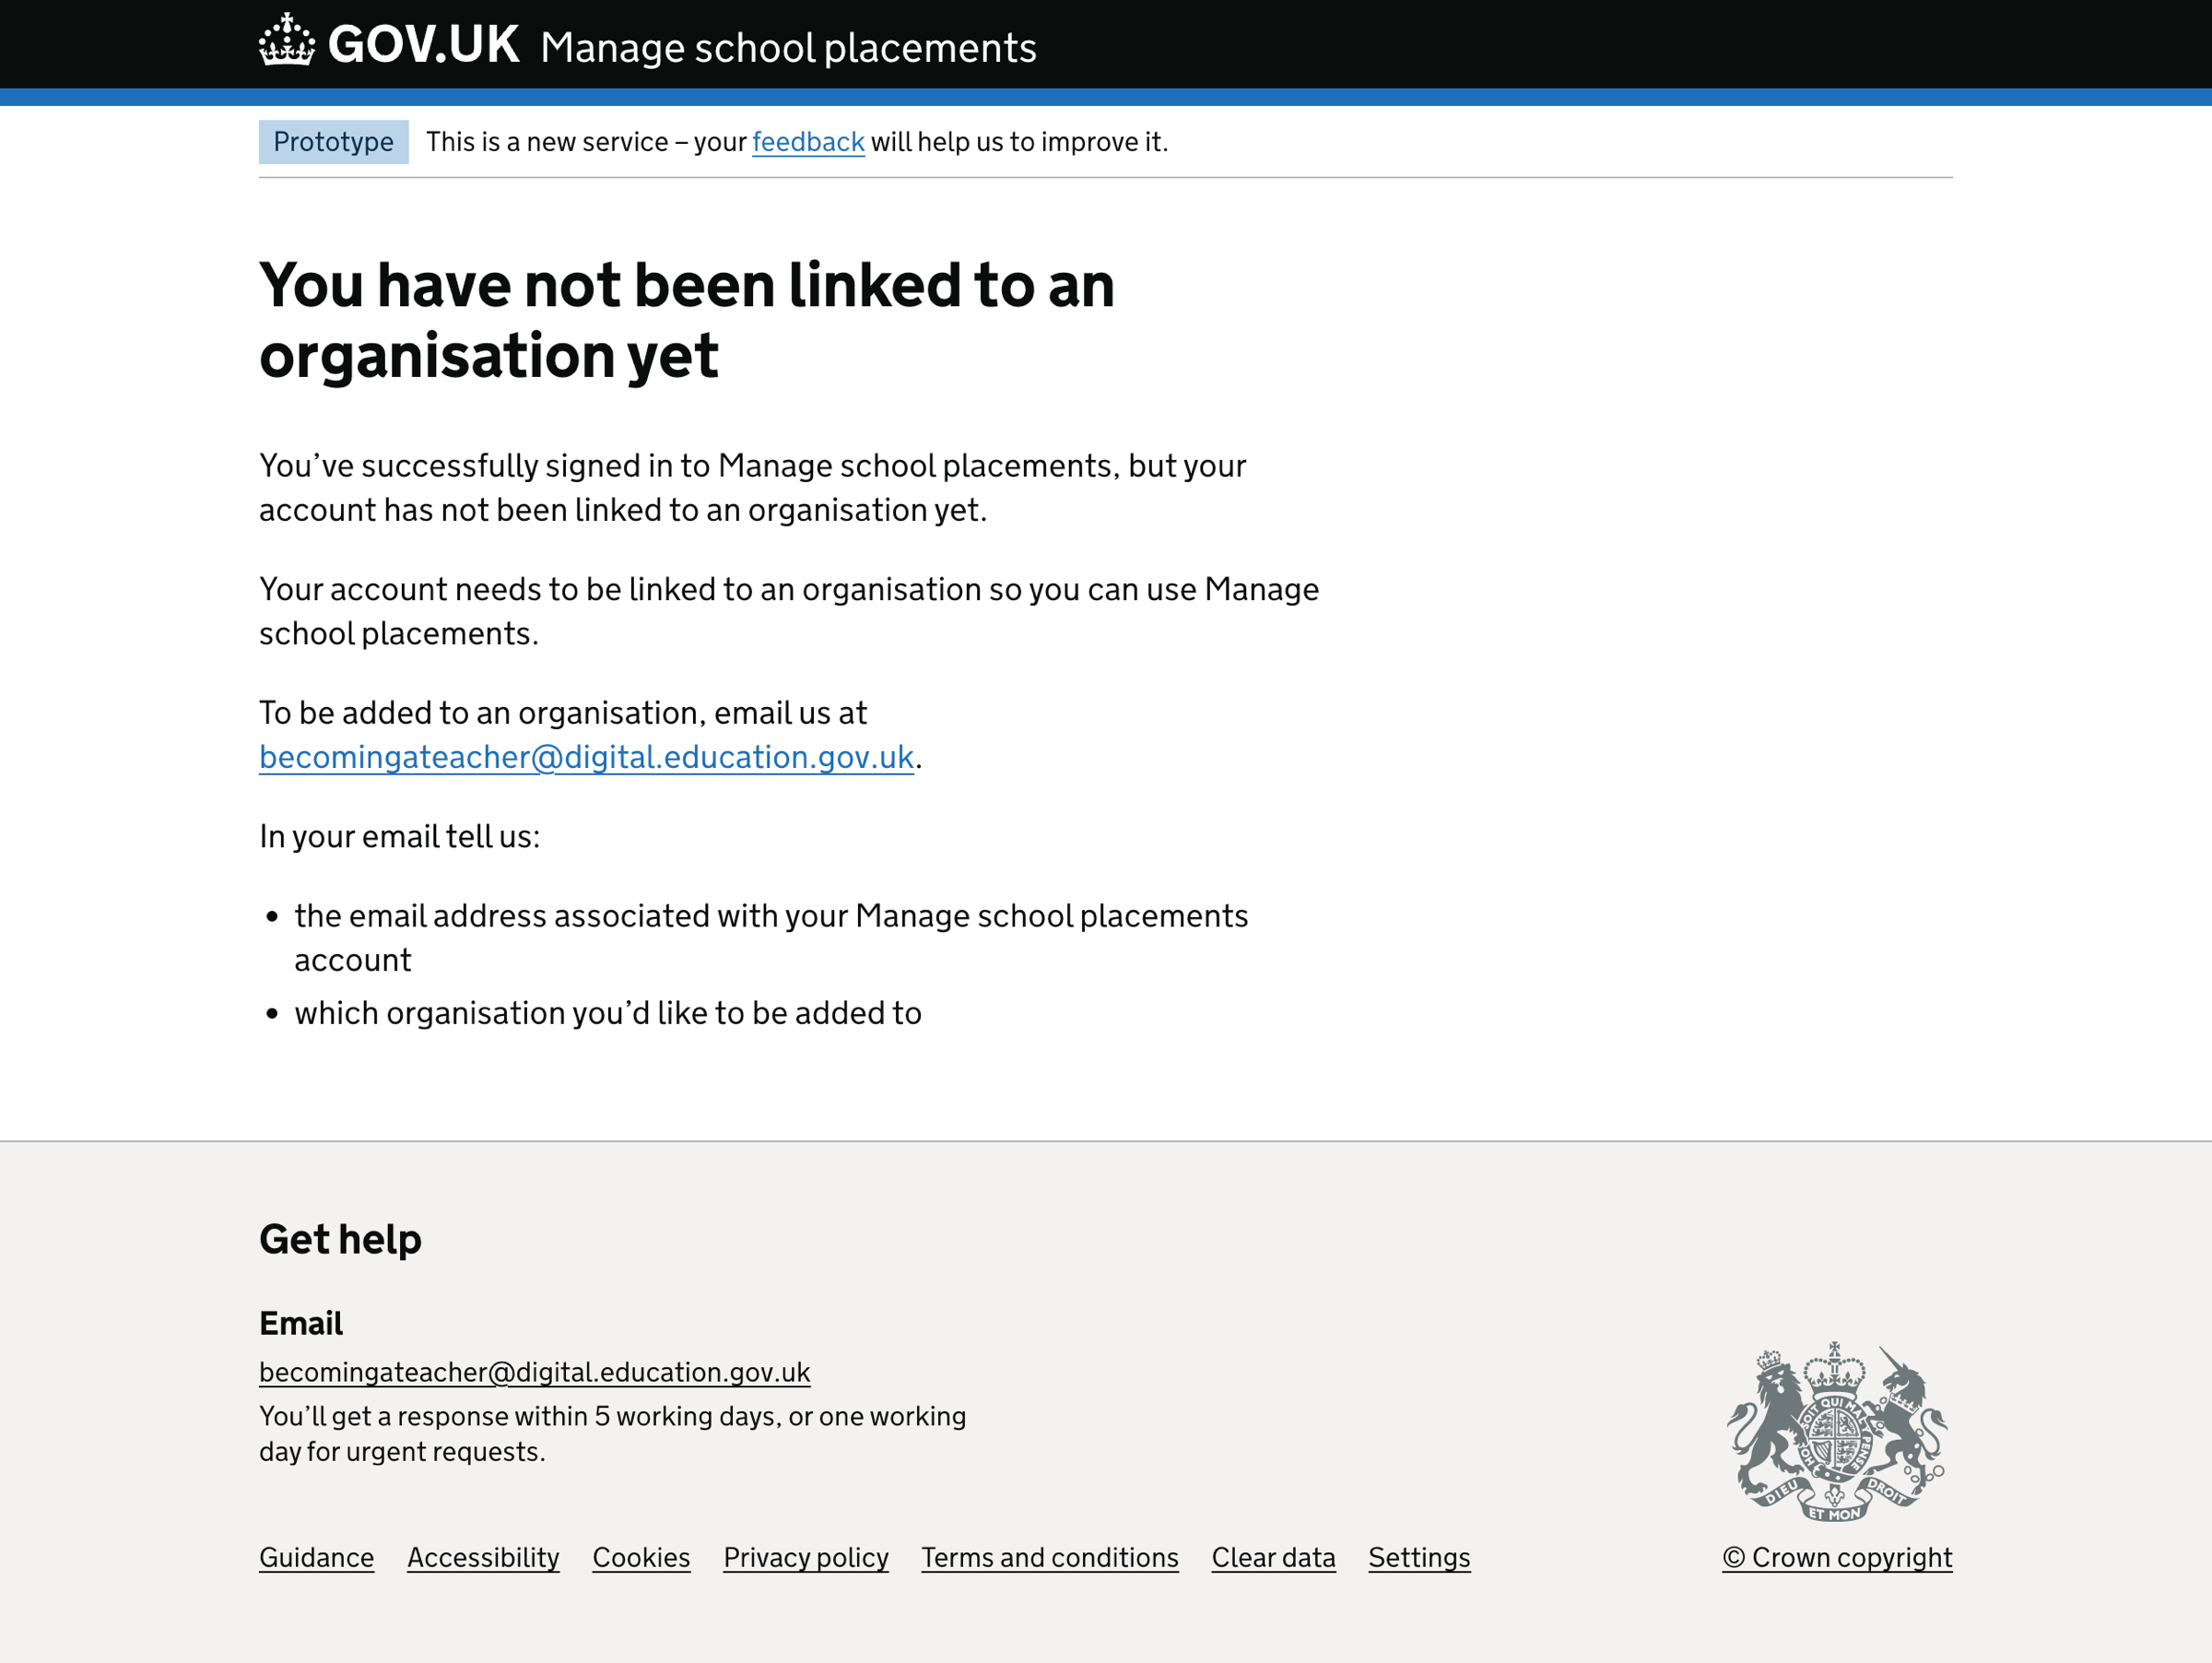 GOV.UK Manage school placements
Prototype This is a new service – your feedback will help us to improve it.
You have not been linked to an
organisation yet
You’ve successfully signed in to Manage school placements, but your
account has not been linked to an organisation yet.
Your account needs to be linked to an organisation so you can use Manage
school placements.
To be added to an organisation, email us at
becomingateacher@digital.education.gov.uk.
In your email tell us:
• the email address associated with your Manage school placements
account
• which organisation you’d like to be added to
Get help
Email
becomingateacher@digital.education.gov.uk
You’ll get a response within 5 working days, or one working
day for urgent requests.
HONI SOIT QUI MAL Y PENSE
DIEU ET MON DROIT
Guidance Accessibility Cookies Privacy policy Terms and conditions Clear data Settings © Crown copyright